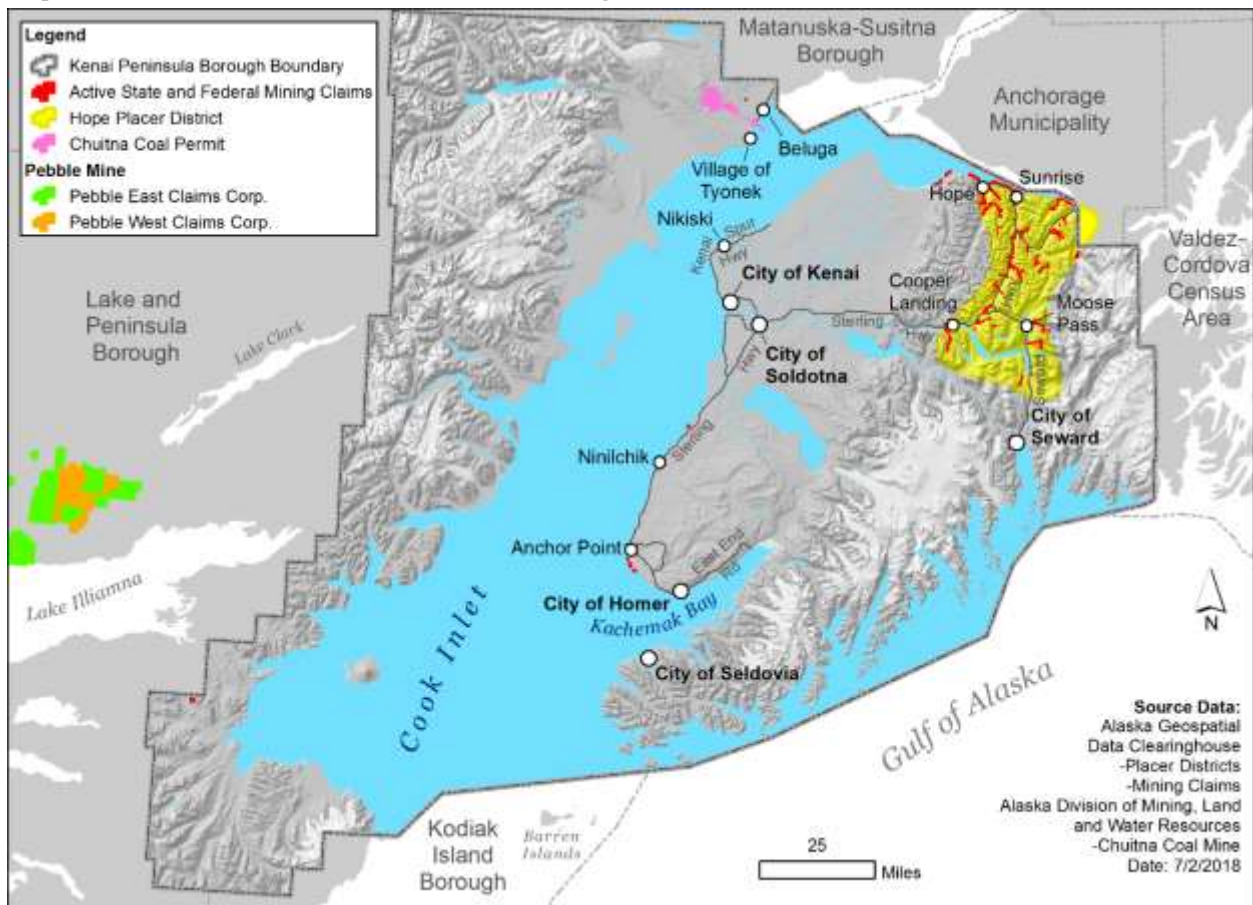 Legend
Kenai Peninsula Borough Boundary
Active State and Federal Mining Claims
Hope Placer District
Chuitna Coal Permit
Pebble Mine
Pebble East Claims Corp.
Pebble West Claims Corp.
Matanuska-Susitna
Borough
Anchorage
Municipality
Beluga
Village of
Tyonek
Hope
Sunrise
Nikiski
Kenai
Spur
Hwy
City of Kenai
Valdez-
Cordova
Census
Area
Cooper
Landing
Moose
Pass
Sterling
Hwy
City of
Soldotna
Lake and
Peninsula
Borough
Lake Clark
Hwy
Seward
City of
Seward
Ninilchik
Sterling
Anchor Point
East End
Rd
City of Homer
Kachemak Bay
Lake Illiamna
City of Seldovia
Cook Inlet
Gulf of Alaska
N
Kodiak
Island
Borough
Barren
Islands
25
Miles
Source Data:
Alaska Geospatial
Data Clearinghouse
-Placer Districts
-Mining Claims
Alaska Division of Mining, Land
and Water Resources
-Chuitna Coal Mine
Date: 7/2/2018